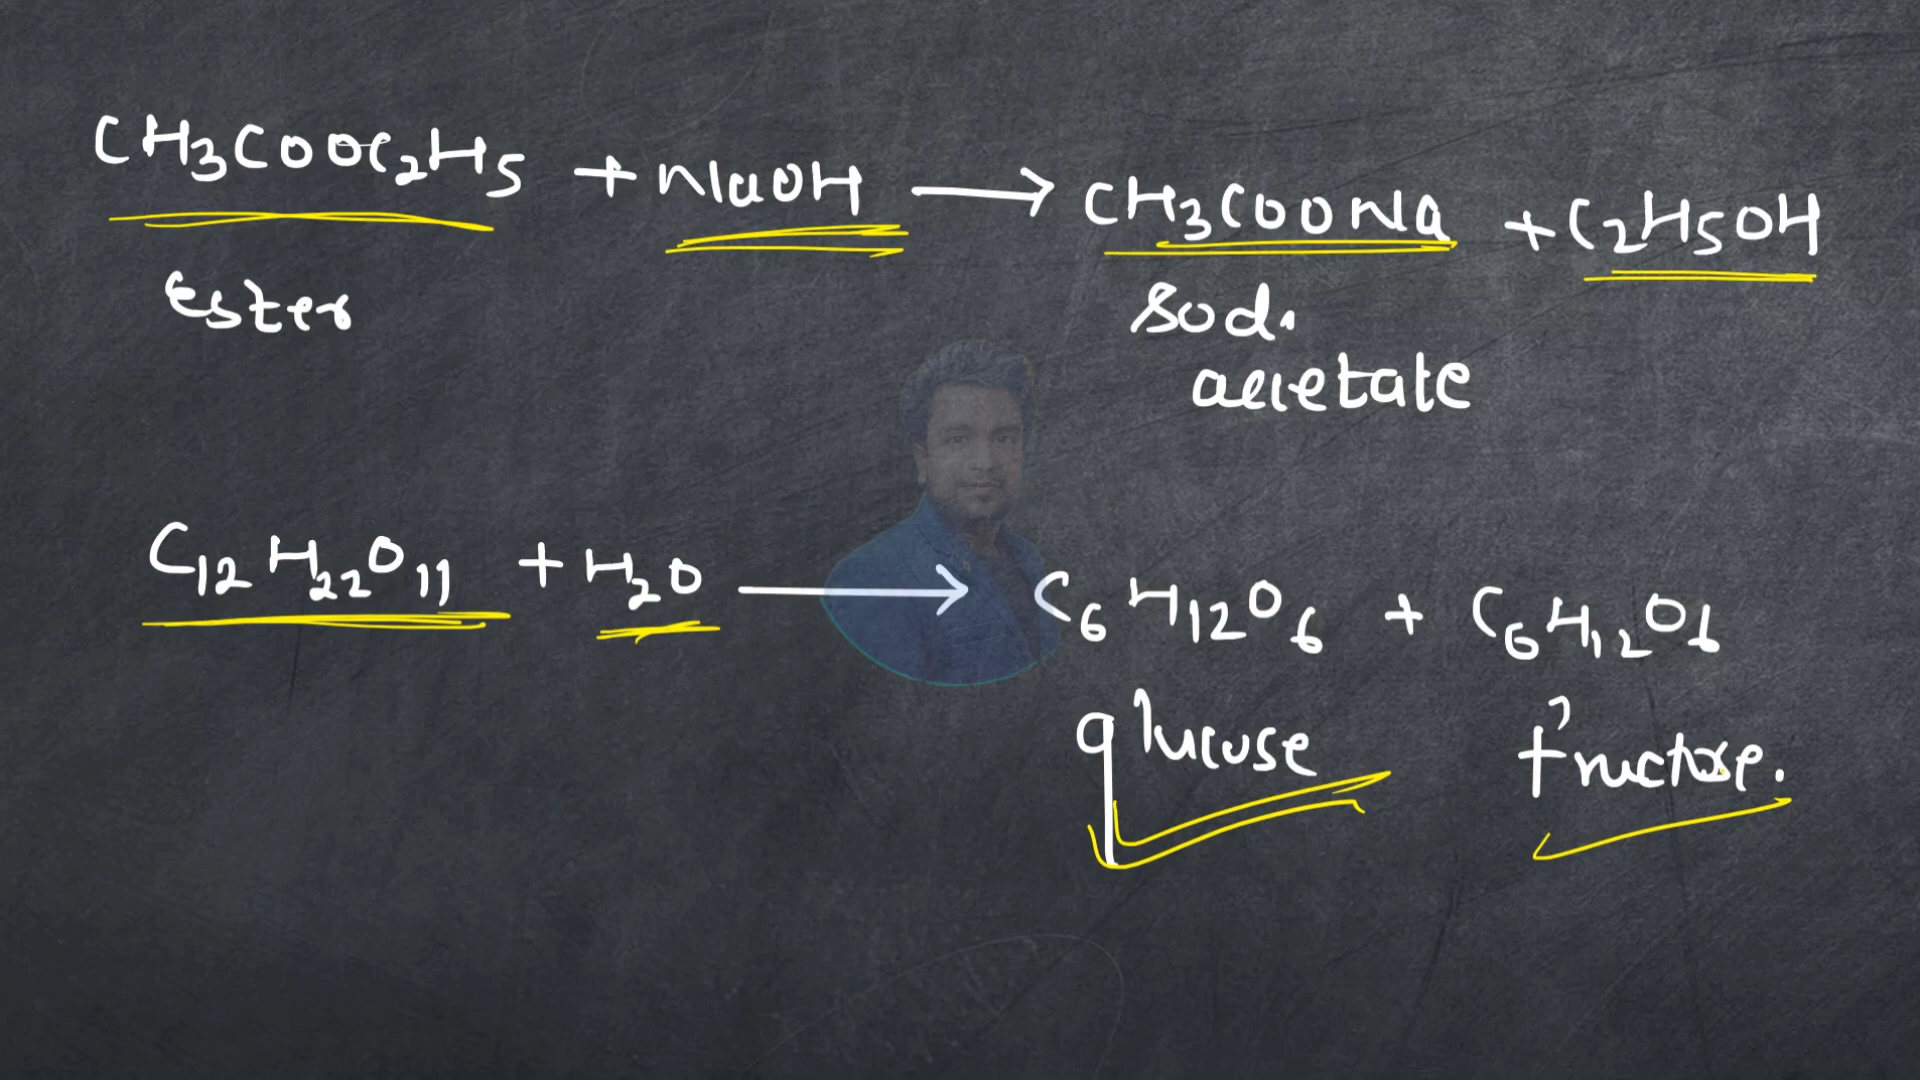 CH3COOC2H5 + NaOH → CH3COONa + C2H5OH
Ester
Sod.
acetate
C12H22O11 + H2O → C6H12O6 + C6H12O6
glucose fructose.